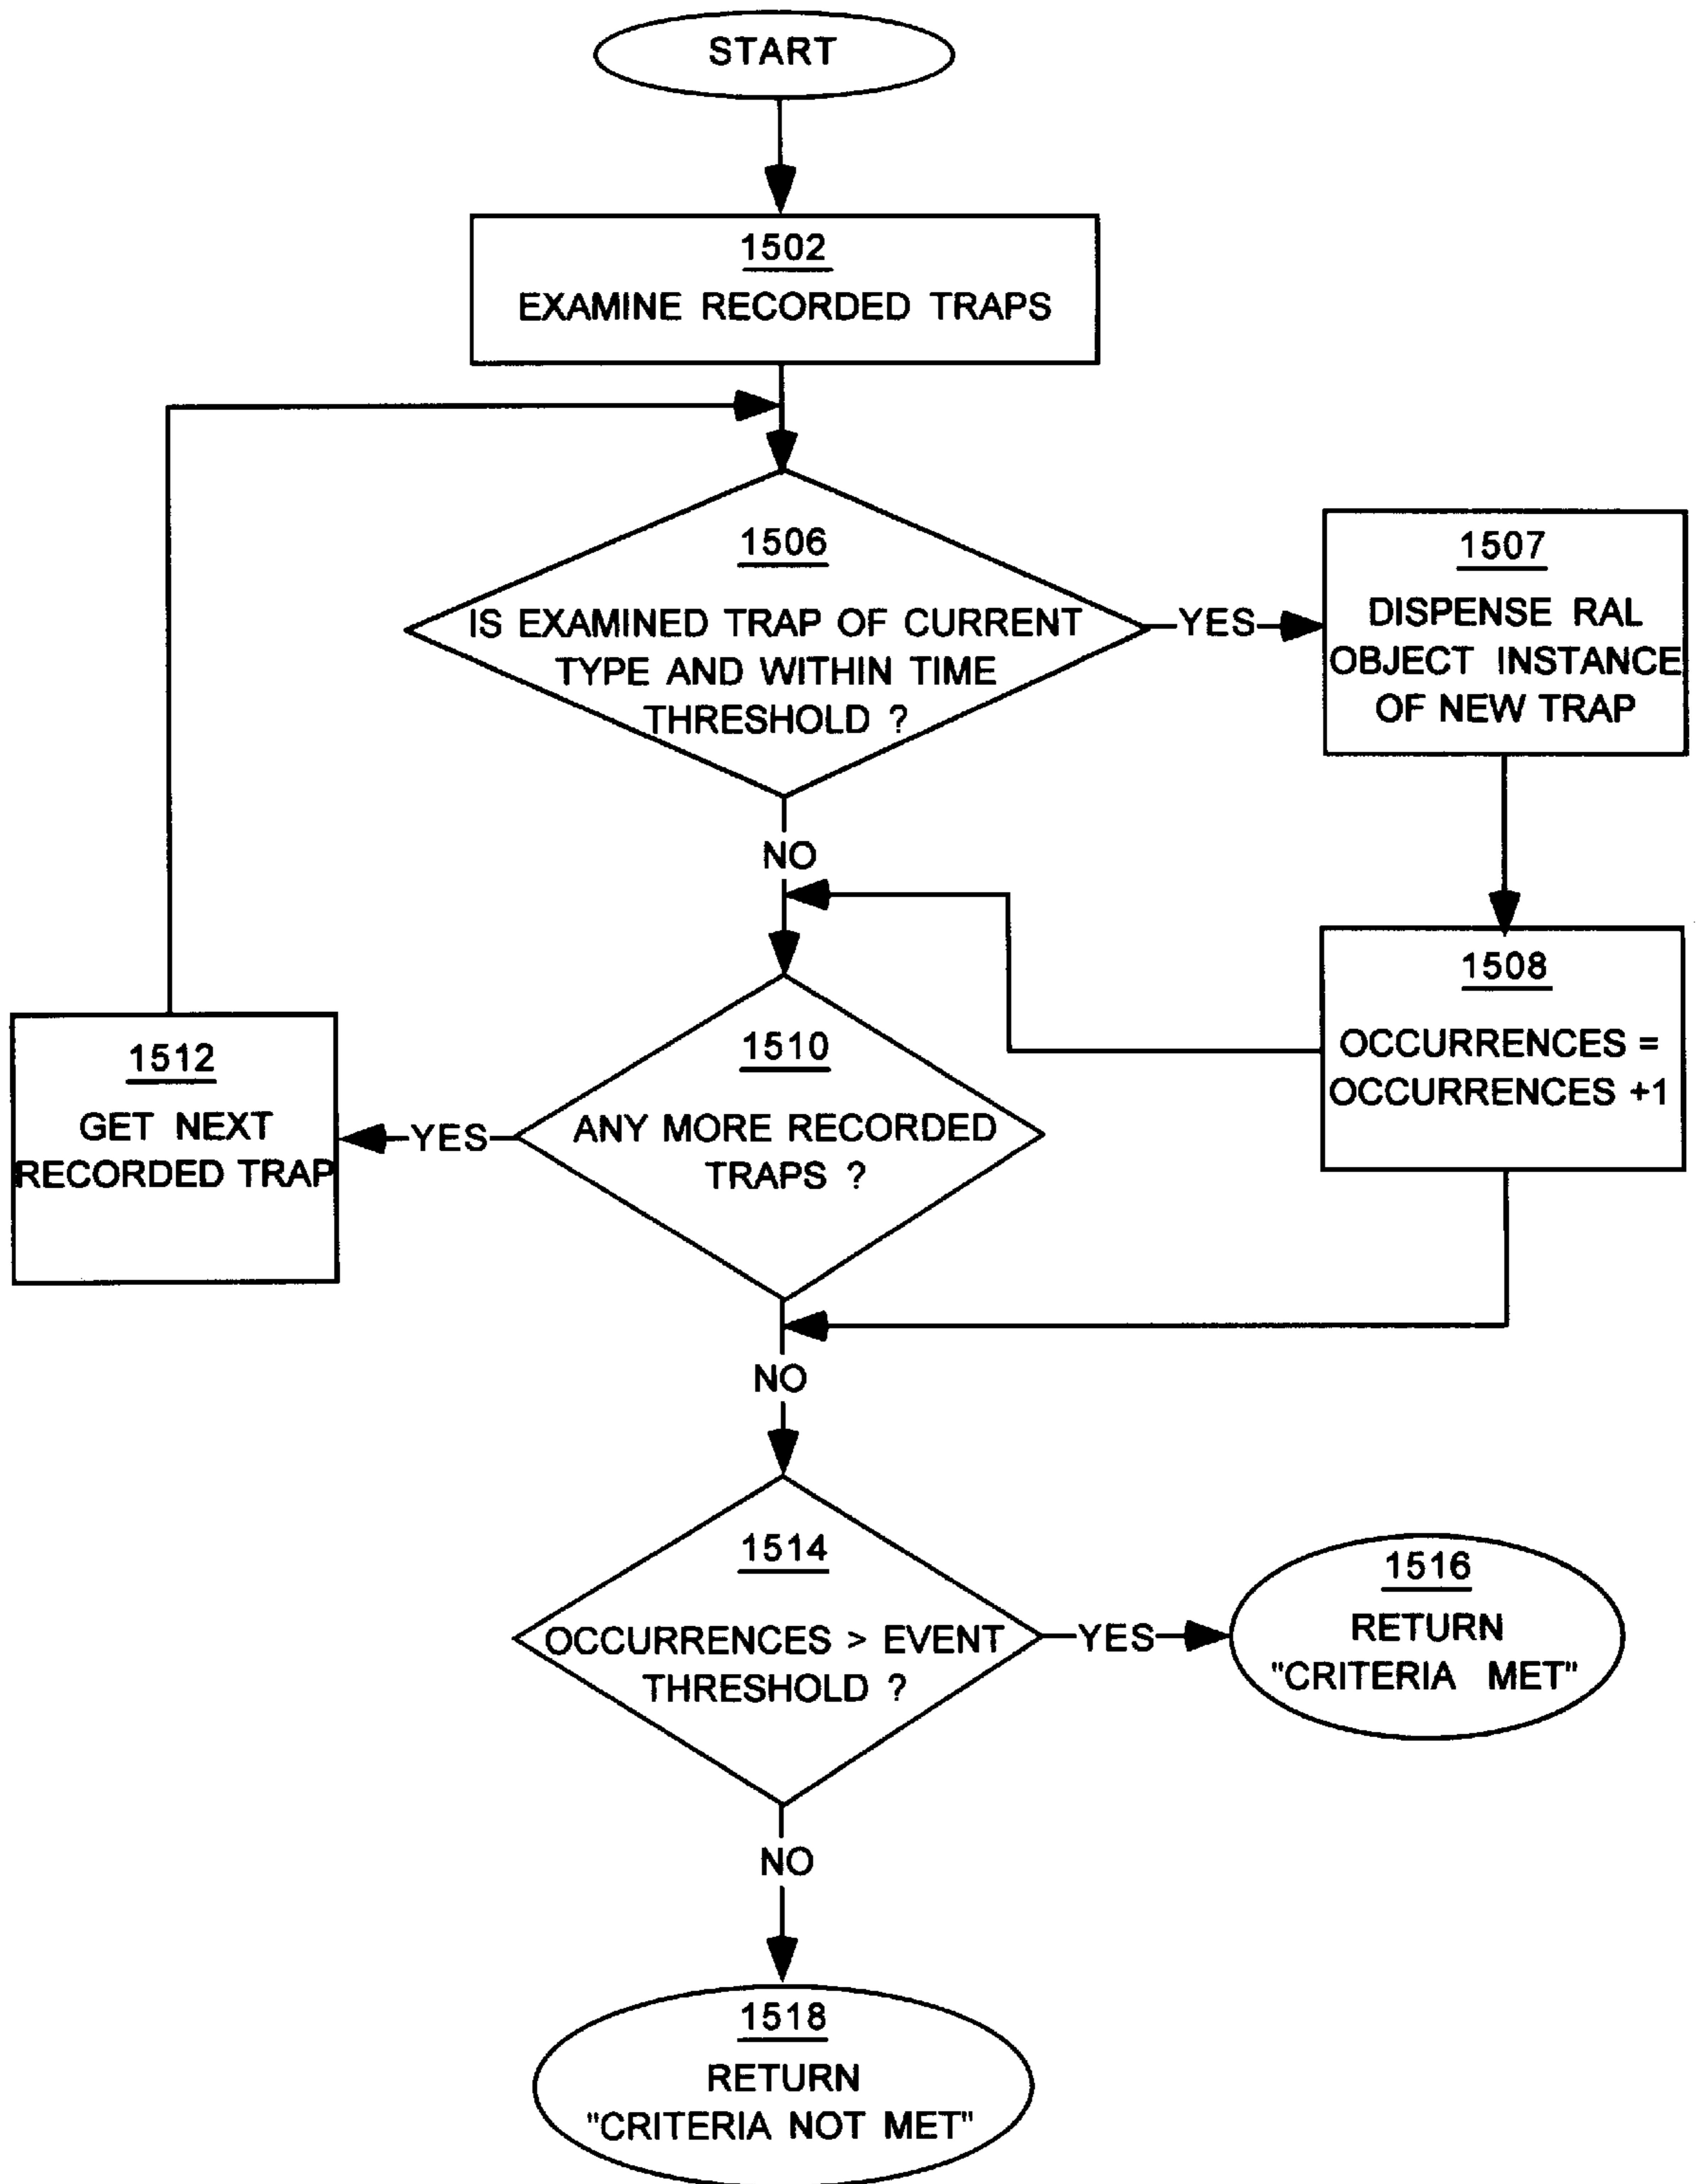 START
1502
EXAMINE RECORDED TRAPS
1506
IS EXAMINED TRAP OF CURRENT
TYPE AND WITHIN TIME
THRESHOLD ?
YES
1507
DISPENSE RAL
OBJECT INSTANCE
OF NEW TRAP
NO
1508
OCCURRENCES =
OCCURRENCES +1
1510
ANY MORE RECORDED
TRAPS ?
YES
1512
GET NEXT
RECORDED TRAP
NO
1514
OCCURRENCES > EVENT
THRESHOLD ?
YES
1516
RETURN
"CRITERIA MET"
NO
1518
RETURN
"CRITERIA NOT MET"